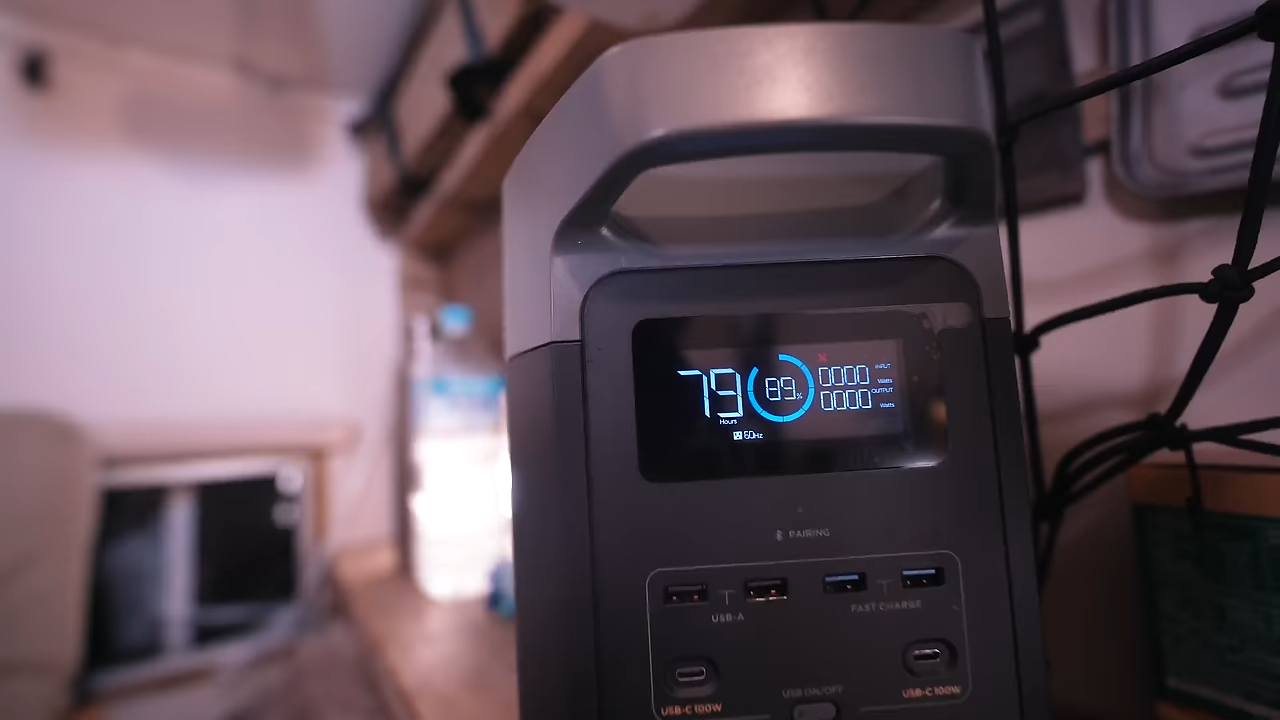 79
Hours
89%
0000 INPUT
Watts
0000 OUTPUT
Watts
60Hz
PAIRING
USB-A
FAST CHARGE
USB-C 100W
USB ON/OFF
USB-C 100W